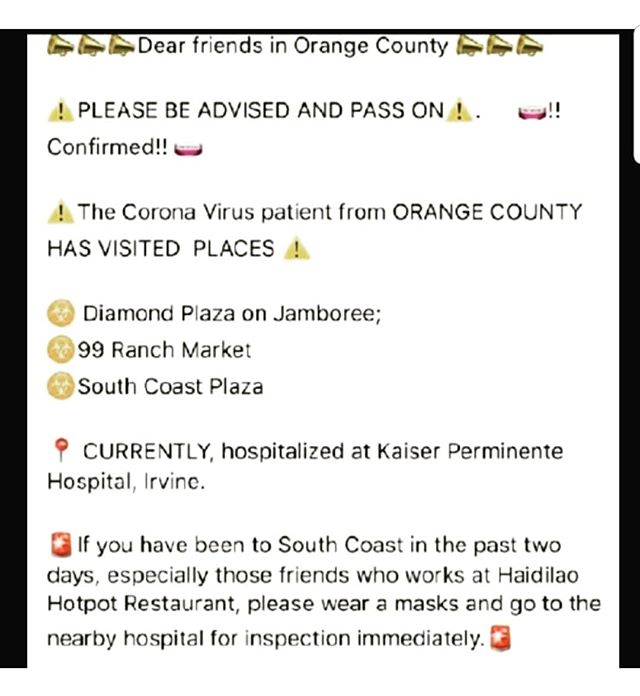 Dear friends in Orange County
⚠️PLEASE BE ADVISED AND PASS ON⚠️. !!
Confirmed!!
⚠️The Corona Virus patient from ORANGE COUNTY
HAS VISITED PLACES ⚠️
☣ Diamond Plaza on Jamboree;
☣99 Ranch Market
☣South Coast Plaza
📍 CURRENTLY, hospitalized at Kaiser Perminente
Hospital, Irvine.
🚨If you have been to South Coast in the past two
days, especially those friends who works at Haidilao
Hotpot Restaurant, please wear a masks and go to the
nearby hospital for inspection immediately.🚨